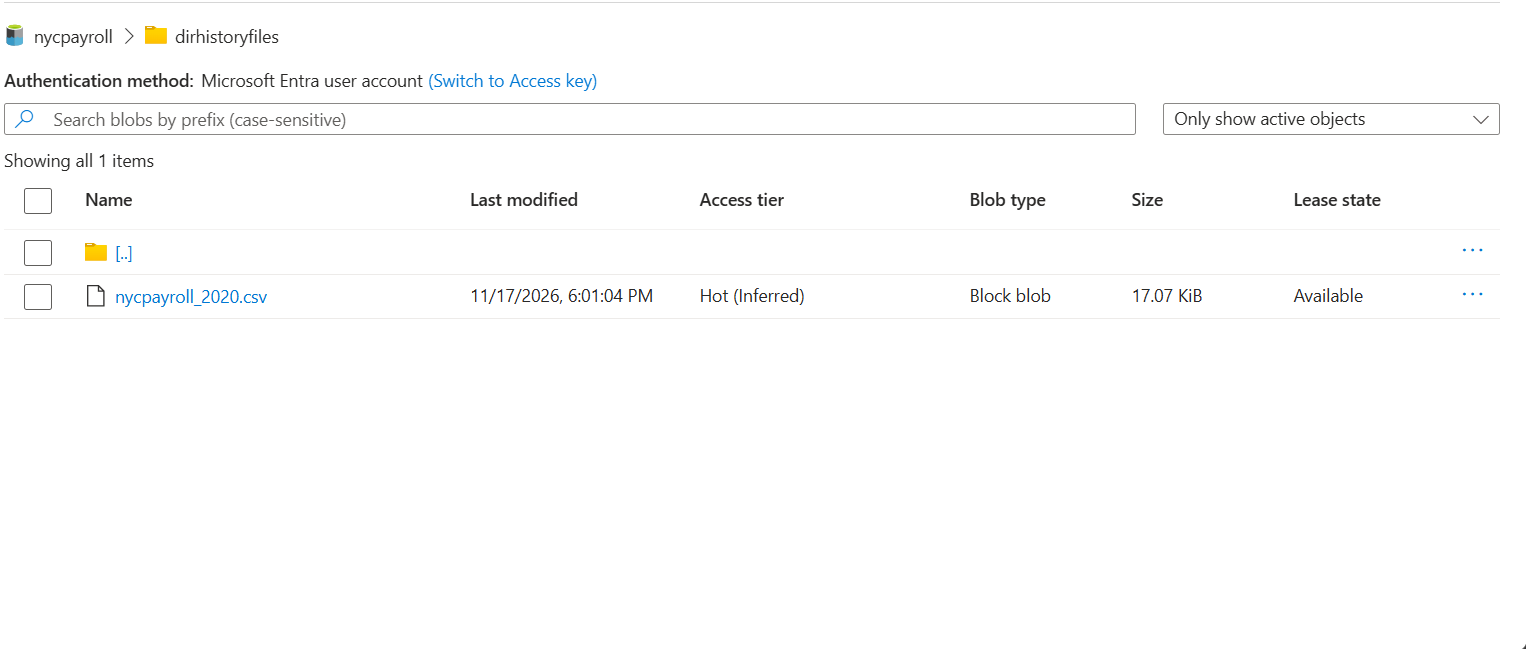 nycpayroll > dirhistoryfiles
Authentication method: Microsoft Entra user account (Switch to Access key)
Search blobs by prefix (case-sensitive) Only show active objects
Showing all 1 items
Name Last modified Access tier Blob type Size Lease state
[..] ...
nycpayroll_2020.csv 11/17/2026, 6:01:04 PM Hot (Inferred) Block blob 17.07 KiB Available ...